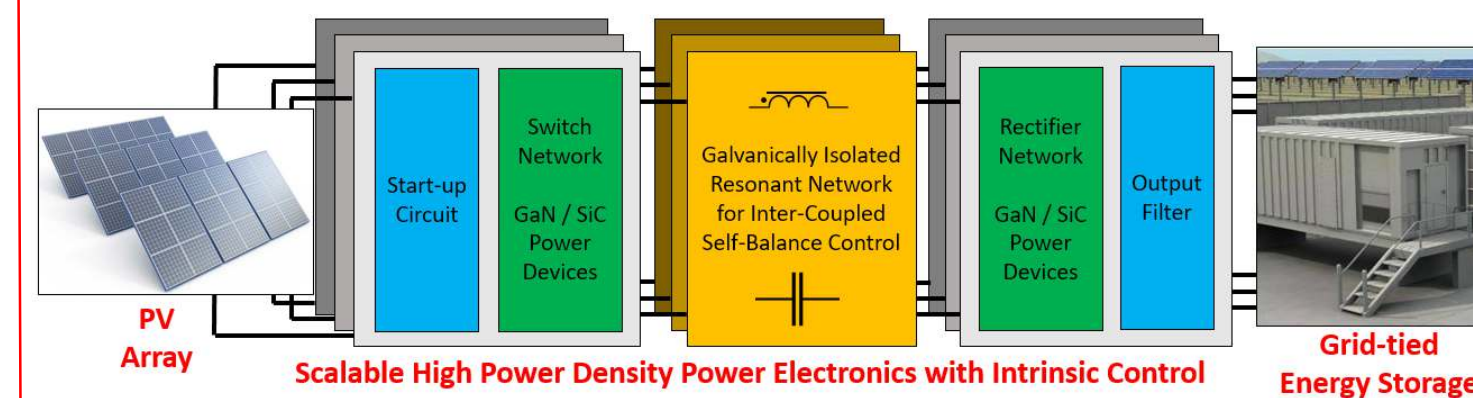 PV
Array
Start-up
Circuit
Switch
Network
GaN / SiC
Power
Devices
Galvanically Isolated
Resonant Network
for Inter-Coupled
Self-Balance Control
Rectifier
Network
GaN / SiC
Power
Devices
Output
Filter
Grid-tied
Energy Storage
Scalable High Power Density Power Electronics with Intrinsic Control